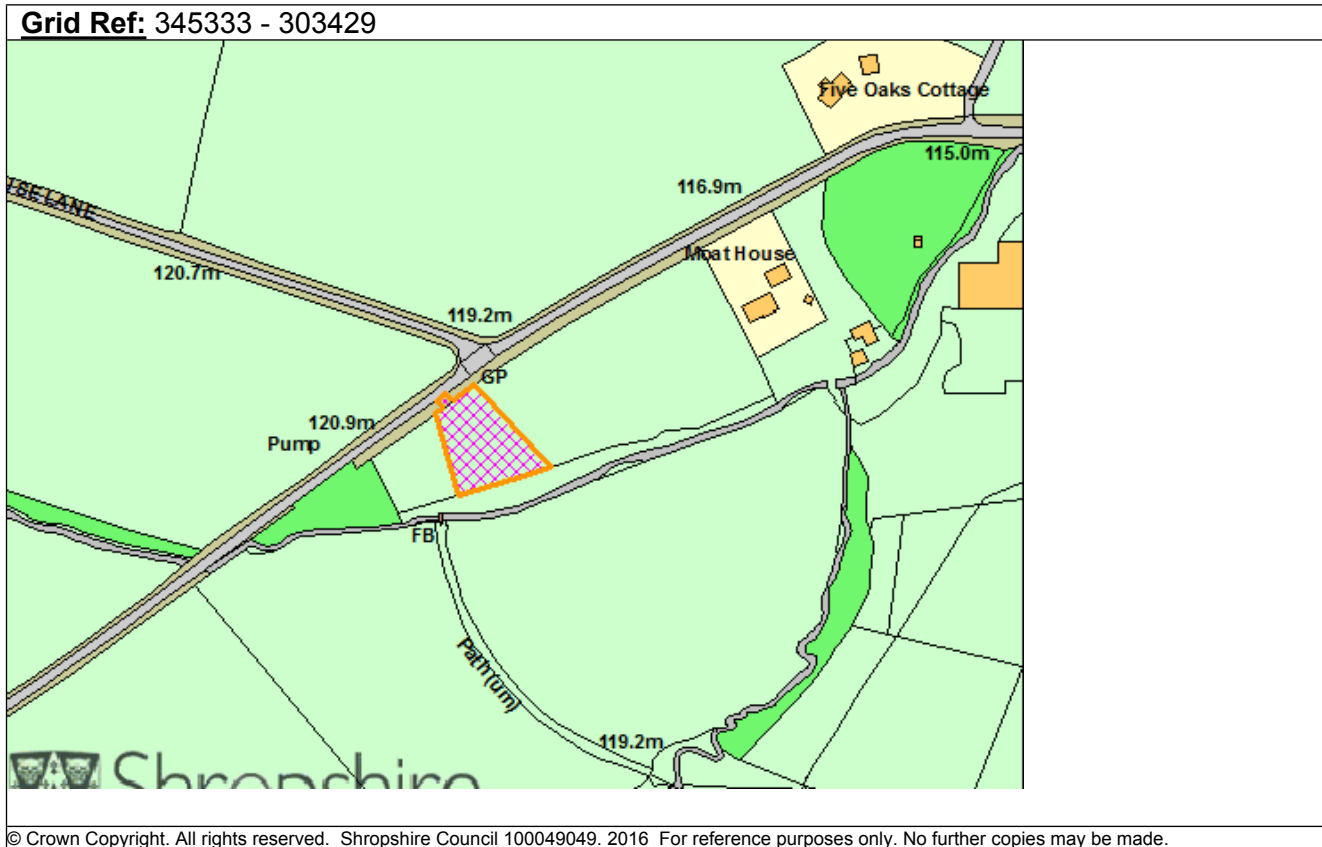 Grid Ref: 345333 - 303429
Five Oaks Cottage
115.0m
116.9m
LANE
Moat House
120.7m
119.2m
GP
120.9m
Pump
FB
Path (um)
119.2m
Shropshire
© Crown Copyright. All rights reserved. Shropshire Council 100049049. 2016 For reference purposes only. No further copies may be made.